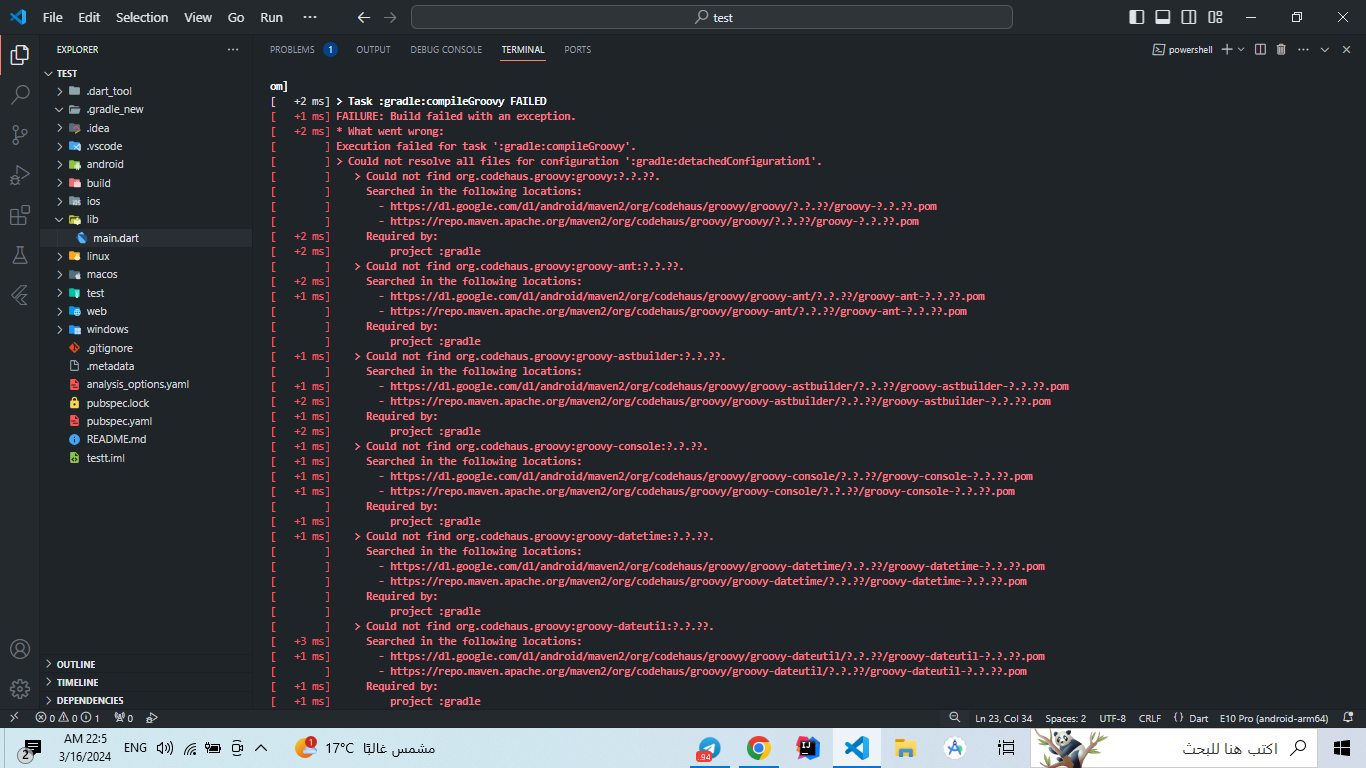 File Edit Selection View Go Run ··· test
EXPLORER ···
TEST
.dart_tool
.gradle_new
.idea
.vscode
android
build
ios
lib
main.dart
linux
macos
test
web
windows
.gitignore
.metadata
analysis_options.yaml
pubspec.lock
pubspec.yaml
README.md
testt.iml
OUTLINE
TIMELINE
DEPENDENCIES
PROBLEMS 1 OUTPUT DEBUG CONSOLE TERMINAL PORTS powershell
om]
[ +2 ms] > Task :gradle:compileGroovy FAILED
[ +1 ms] FAILURE: Build failed with an exception.
[ +2 ms] * What went wrong:
[ ] Execution failed for task ':gradle:compileGroovy'.
[ ] > Could not resolve all files for configuration ':gradle:detachedConfiguration1'.
[ ] > Could not find org.codehaus.groovy:groovy:?.?.??.
[ ] Searched in the following locations:
[ ] - https://dl.google.com/dl/android/maven2/org/codehaus/groovy/groovy/?.?.??/groovy-?.?.??.pom
[ ] - https://repo.maven.apache.org/maven2/org/codehaus/groovy/groovy/?.?.??/groovy-?.?.??.pom
[ +2 ms] Required by:
[ +2 ms] project :gradle
[ ] > Could not find org.codehaus.groovy:groovy-ant:?.?.??.
[ +2 ms] Searched in the following locations:
[ +1 ms] - https://dl.google.com/dl/android/maven2/org/codehaus/groovy/groovy-ant/?.?.??/groovy-ant-?.?.??.pom
[ ] - https://repo.maven.apache.org/maven2/org/codehaus/groovy/groovy-ant/?.?.??/groovy-ant-?.?.??.pom
[ ] Required by:
[ ] project :gradle
[ +1 ms] > Could not find org.codehaus.groovy:groovy-astbuilder:?.?.??.
[ ] Searched in the following locations:
[ +1 ms] - https://dl.google.com/dl/android/maven2/org/codehaus/groovy/groovy-astbuilder/?.?.??/groovy-astbuilder-?.?.??.pom
[ +2 ms] - https://repo.maven.apache.org/maven2/org/codehaus/groovy/groovy-astbuilder/?.?.??/groovy-astbuilder-?.?.??.pom
[ +1 ms] Required by:
[ +2 ms] project :gradle
[ +1 ms] > Could not find org.codehaus.groovy:groovy-console:?.?.??.
[ +1 ms] Searched in the following locations:
[ +1 ms] - https://dl.google.com/dl/android/maven2/org/codehaus/groovy/groovy-console/?.?.??/groovy-console-?.?.??.pom
[ +1 ms] - https://repo.maven.apache.org/maven2/org/codehaus/groovy/groovy-console/?.?.??/groovy-console-?.?.??.pom
[ ] Required by:
[ +1 ms] project :gradle
[ +1 ms] > Could not find org.codehaus.groovy:groovy-datetime:?.?.??.
[ ] Searched in the following locations:
[ ] - https://dl.google.com/dl/android/maven2/org/codehaus/groovy/groovy-datetime/?.?.??/groovy-datetime-?.?.??.pom
[ ] - https://repo.maven.apache.org/maven2/org/codehaus/groovy/groovy-datetime/?.?.??/groovy-datetime-?.?.??.pom
[ ] Required by:
[ ] project :gradle
[ ] > Could not find org.codehaus.groovy:groovy-dateutil:?.?.??.
[ +3 ms] Searched in the following locations:
[ +1 ms] - https://dl.google.com/dl/android/maven2/org/codehaus/groovy/groovy-dateutil/?.?.??/groovy-dateutil-?.?.??.pom
[ ] - https://repo.maven.apache.org/maven2/org/codehaus/groovy/groovy-dateutil/?.?.??/groovy-dateutil-?.?.??.pom
[ +1 ms] Required by:
[ +1 ms] project :gradle
0 0 1 0 Ln 23, Col 34 Spaces: 2 UTF-8 CRLF {} Dart E10 Pro (android-arm64)
2 AM 22:5 ENG 1 17°C مشمس غالبًا 94 اكتب هنا للبحث
3/16/2024